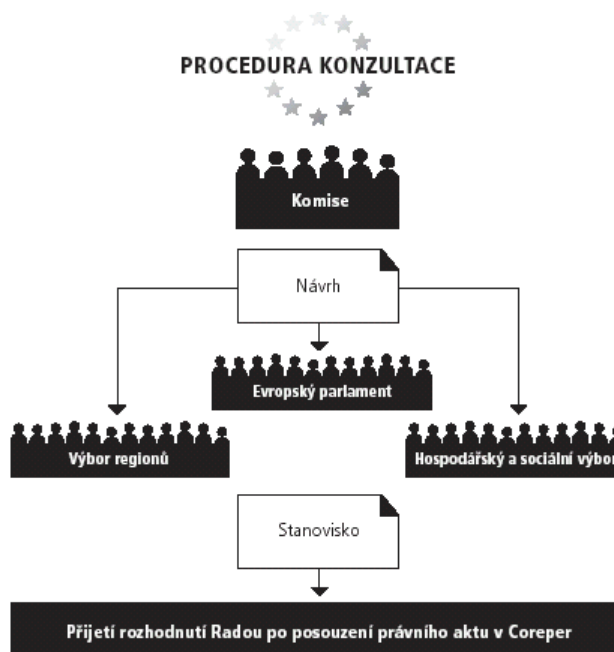 PROCEDURA KONZULTACE
Komise
Návrh
Evropský parlament
Výbor regionů
Hospodářský a sociální výbor
Stanovisko
Přijetí rozhodnutí Radou po posouzení právního aktu v Coreper